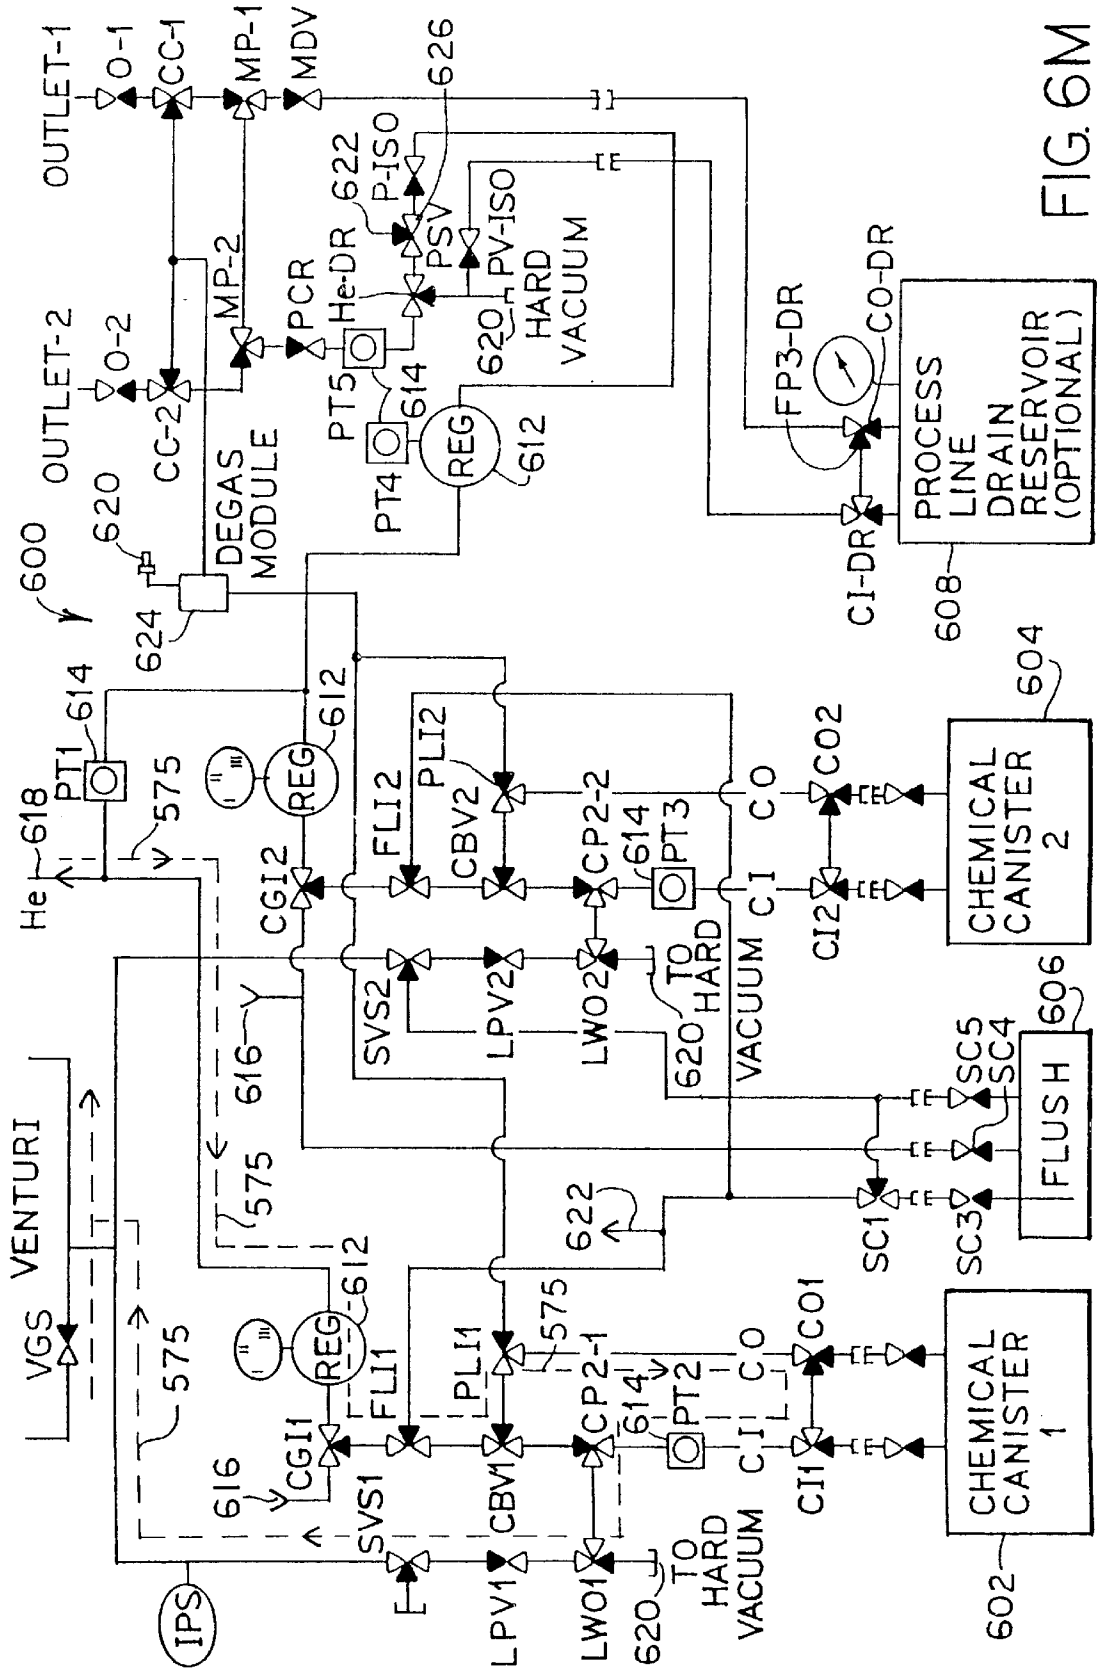 OUTLET-1
O-1
CC-1
MP-1
MDV
626
P-ISO
622
He-DR
PSV
PV-ISO
620
HARD
VACUUM
OUTLET-2
O-2
CC-2
MP-2
PCR
PT5
614
PT4
REG
612
FP3-DR
CO-DR
CI-DR
PROCESS
LINE
DRAIN
RESERVOIR
(OPTIONAL)
608
FIG. 6M
600
620
624
DEGAS
MODULE
He
618
PT1
614
575
I
II
III
REG
612
CGI2
FLI2
PLI2
CBV2
CP2-2
614
PT3
CO
CI
CO2
CI2
604
CHEMICAL
CANISTER
2
616
SVS2
LPV2
LWO2
620
TO
HARD
VACUUM
SC5
SC4
606
FLUSH
SC1
SC3
622
VENTURI
VGS
575
575
I
II
III
REG
612
616
CGI1
FLI1
PLI1
575
SVS1
CBV1
CP2-1
614
PT2
CO
CI
CO1
CI1
IPS
LPV1
LWO1
620
TO
HARD
VACUUM
602
CHEMICAL
CANISTER
1